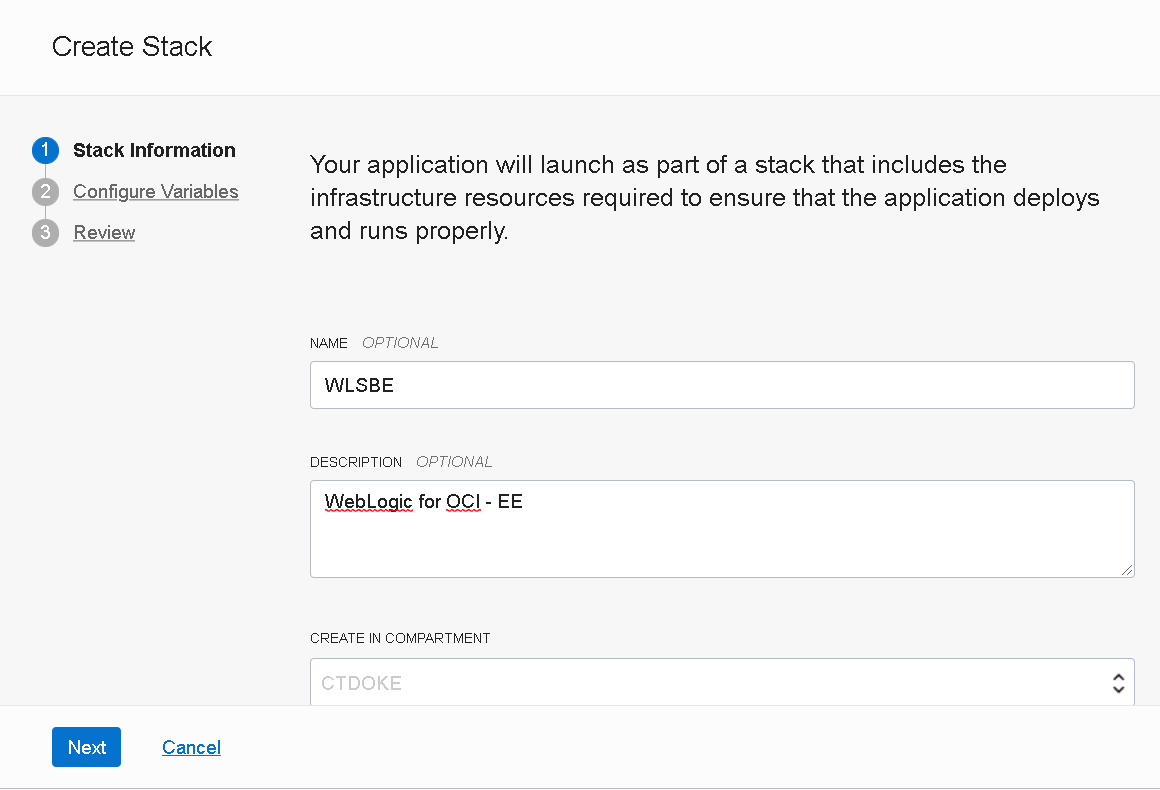 Create Stack
1 Stack Information
2 Configure Variables
3 Review
Your application will launch as part of a stack that includes the
infrastructure resources required to ensure that the application deploys
and runs properly.
NAME OPTIONAL
WLSBE
DESCRIPTION OPTIONAL
WebLogic for OCI - EE
CREATE IN COMPARTMENT
CTDOKE
Next Cancel